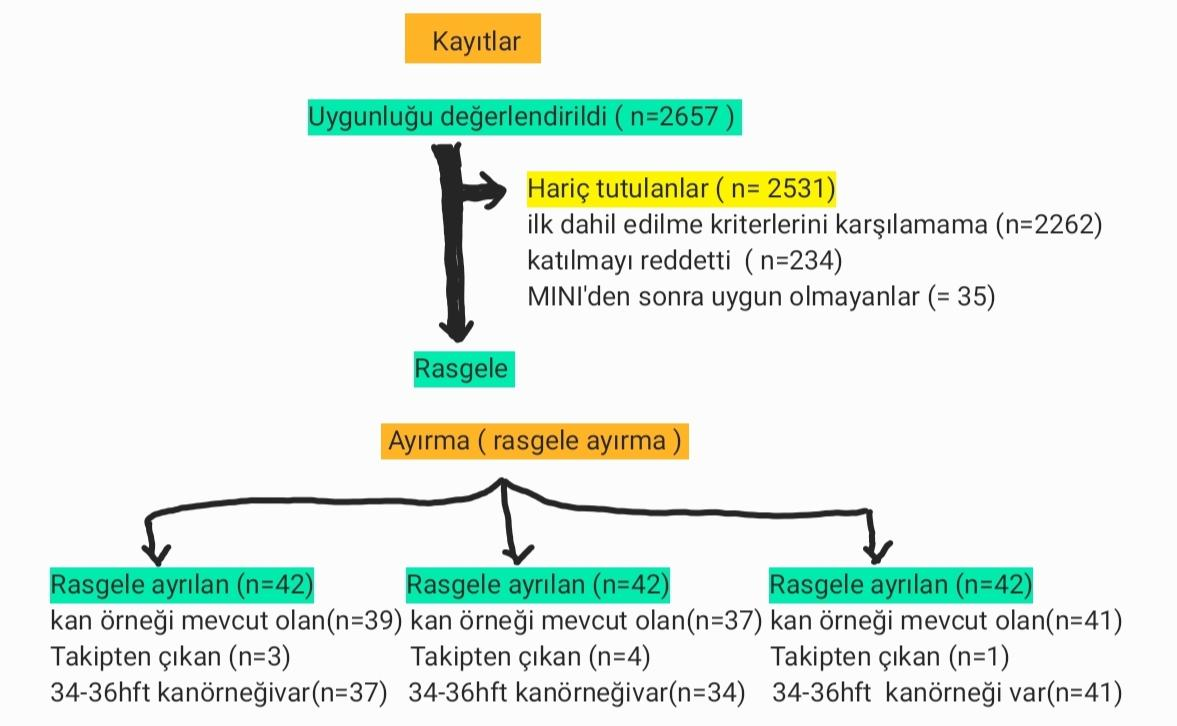 Kayıtlar
Uygunluğu değerlendirildi ( n=2657 )
Hariç tutulanlar ( n= 2531)
ilk dahil edilme kriterlerini karşılamama (n=2262)
katılmayı reddetti ( n=234)
MINI'den sonra uygun olmayanlar (= 35)
Rasgele
Ayırma ( rasgele ayırma )
Rasgele ayrılan (n=42)
kan örneği mevcut olan(n=39)
Takipten çıkan (n=3)
34-36hft kanörneğivar(n=37)
Rasgele ayrılan (n=42)
kan örneği mevcut olan(n=37)
Takipten çıkan (n=4)
34-36hft kanörneğivar(n=34)
Rasgele ayrılan (n=42)
kan örneği mevcut olan(n=41)
Takipten çıkan (n=1)
34-36hft kanörneği var(n=41)